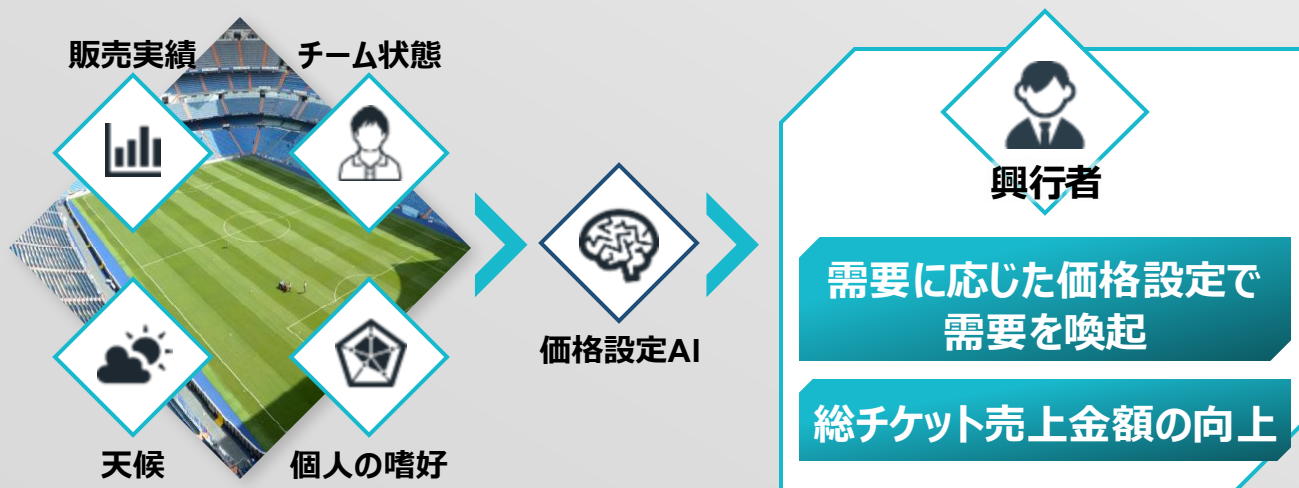 販売実績
チーム状態
天候
個人の嗜好
価格設定AI
興行者
需要に応じた価格設定で
需要を喚起
総チケット売上金額の向上